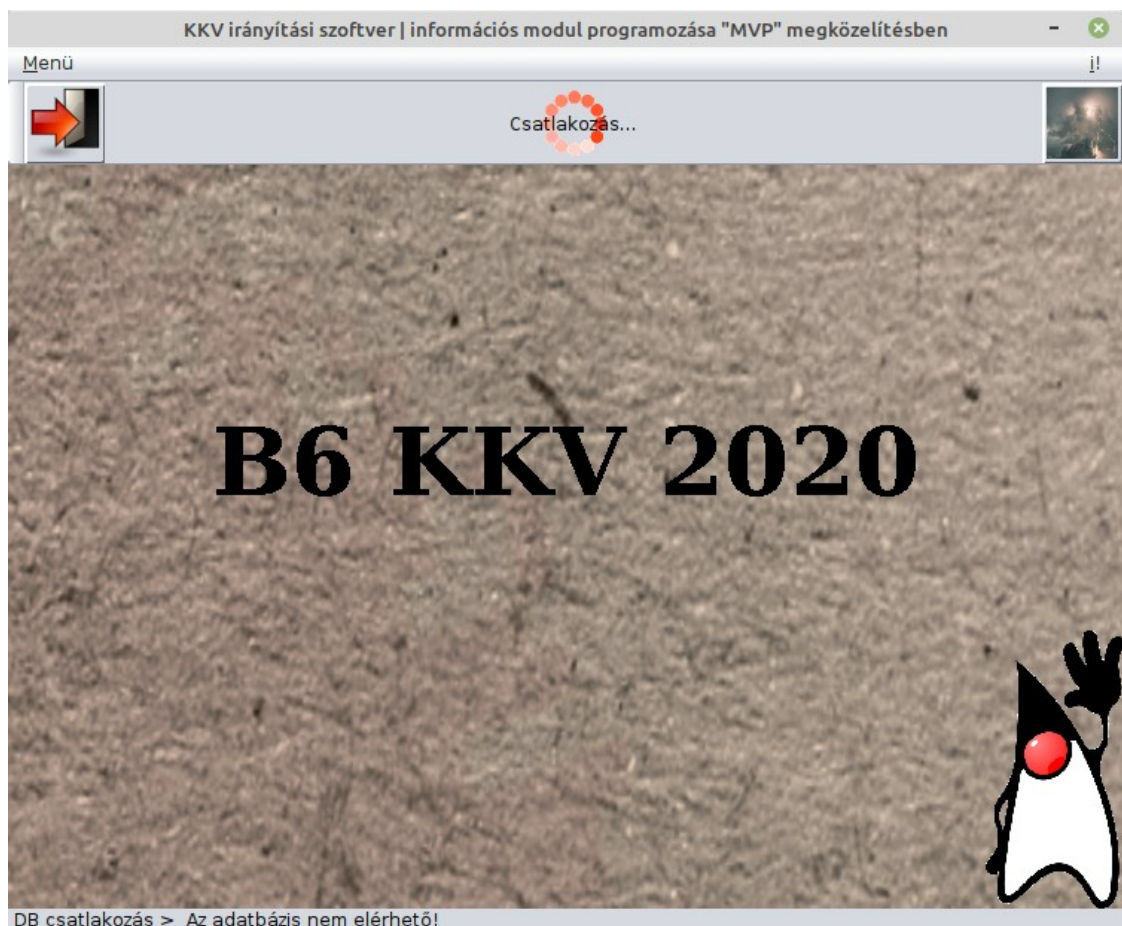 KKV irányítási szoftver | információs modul programozása "MVP" megközelítésben
Menü i!
Csatlakozás...
B6 KKV 2020
DB csatlakozás > Az adatbázis nem elérhető!